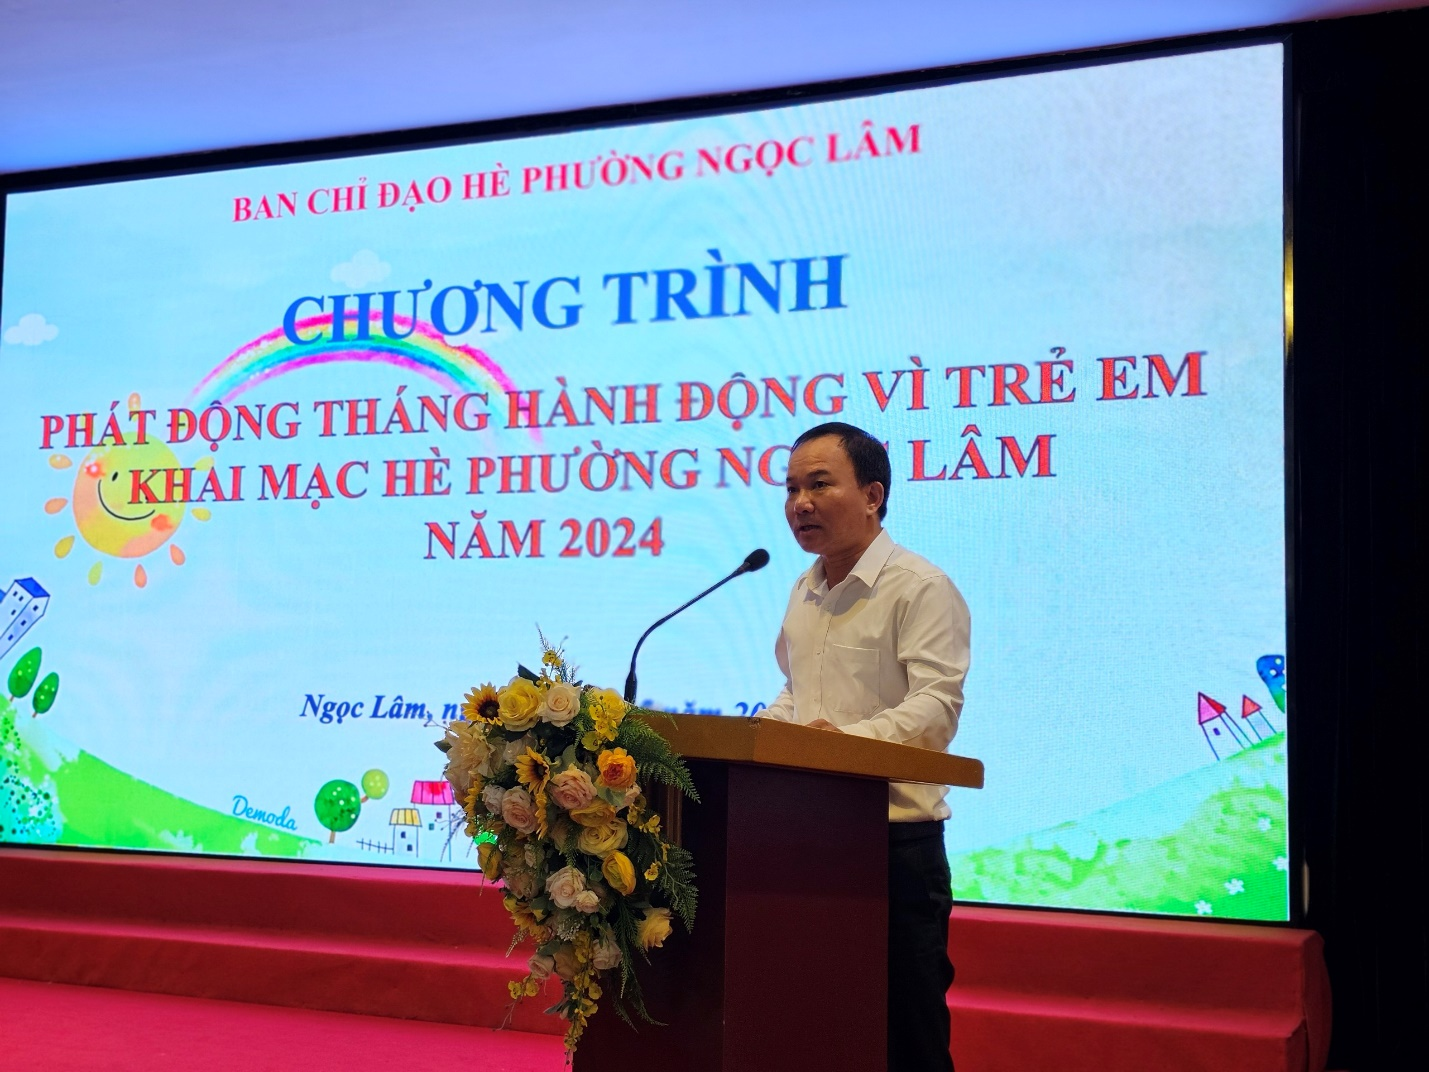 BAN CHỈ ĐẠO HÈ PHƯỜNG NGỌC LÂM
CHƯƠNG TRÌNH
PHÁT ĐỘNG THÁNG HÀNH ĐỘNG VÌ TRẺ EM
KHAI MẠC HÈ PHƯỜNG LÂM
NĂM 2024
Ngọc Lâm, năm
Demoda